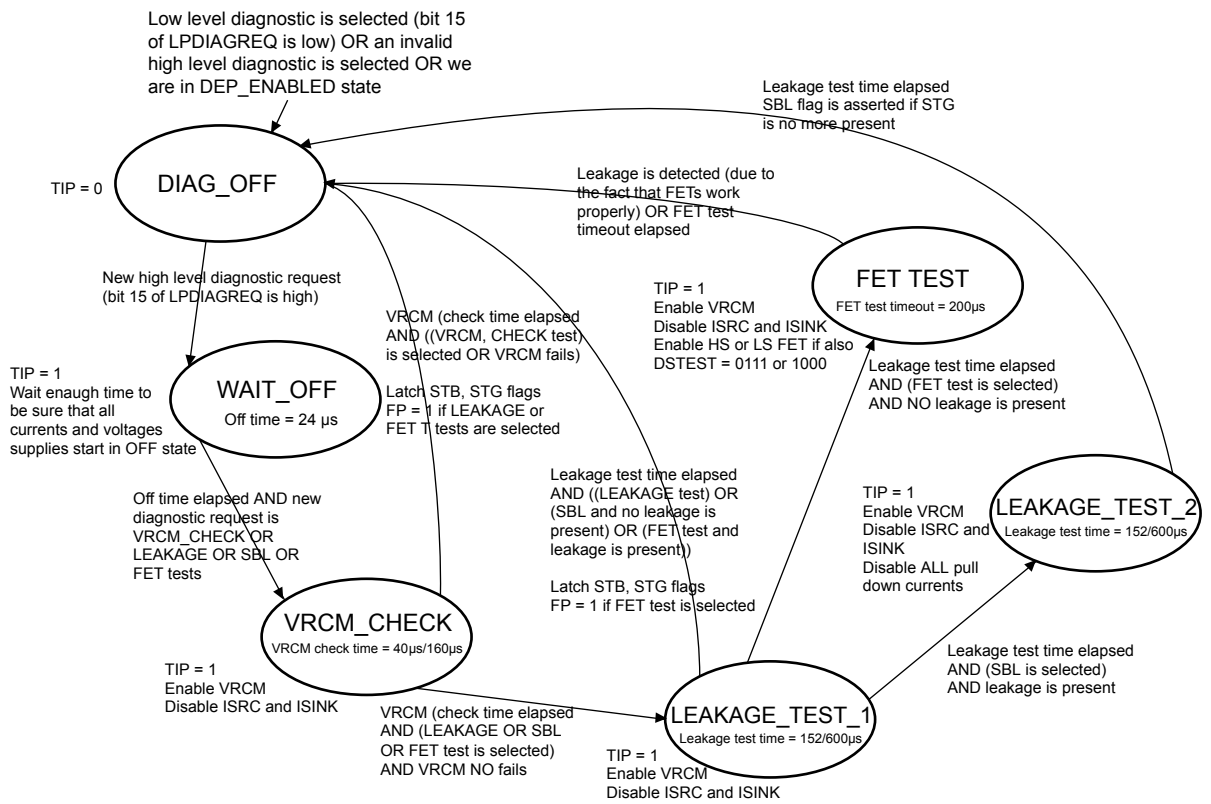 Low level diagnostic is selected (bit 15
of LPDIAGREQ is low) OR an invalid
high level diagnostic is selected OR we
are in DEP_ENABLED state
Leakage test time elapsed
SBL flag is asserted if STG
is no more present
DIAG_OFF
TIP = 0
Leakage is detected (due to
the fact that FETs work
properly) OR FET test
timeout elapsed
New high level diagnostic request
(bit 15 of LPDIAGREQ is high)
FET TEST
FET test timeout = 200µs
TIP = 1
Enable VRCM
Disable ISRC and ISINK
Enable HS or LS FET if also
DSTEST = 0111 or 1000
VRCM (check time elapsed
AND ((VRCM, CHECK test)
is selected OR VRCM fails)
Latch STB, STG flags
FP = 1 if LEAKAGE or
FET T tests are selected
TIP = 1
Wait enaugh time to
be sure that all
currents and voltages
supplies start in OFF state
WAIT_OFF
Off time = 24 µs
Leakage test time elapsed
AND (FET test is selected)
AND NO leakage is present
Off time elapsed AND new
diagnostic request is
VRCM_CHECK OR
LEAKAGE OR SBL OR
FET tests
Leakage test time elapsed
AND ((LEAKAGE test) OR
(SBL and no leakage is
present) OR (FET test and
leakage is present))
Latch STB, STG flags
FP = 1 if FET test is selected
TIP = 1
Enable VRCM
Disable ISRC and
ISINK
Disable ALL pull
down currents
LEAKAGE_TEST_2
Leakage test time = 152/600µs
VRCM_CHECK
VRCM check time = 40µs/160µs
TIP = 1
Enable VRCM
Disable ISRC and ISINK
Leakage test time elapsed
AND (SBL is selected)
AND leakage is present
VRCM (check time elapsed
AND (LEAKAGE OR SBL
OR FET test is selected)
AND VRCM NO fails
LEAKAGE_TEST_1
Leakage test time = 152/600µs
TIP = 1
Enable VRCM
Disable ISRC and ISINK